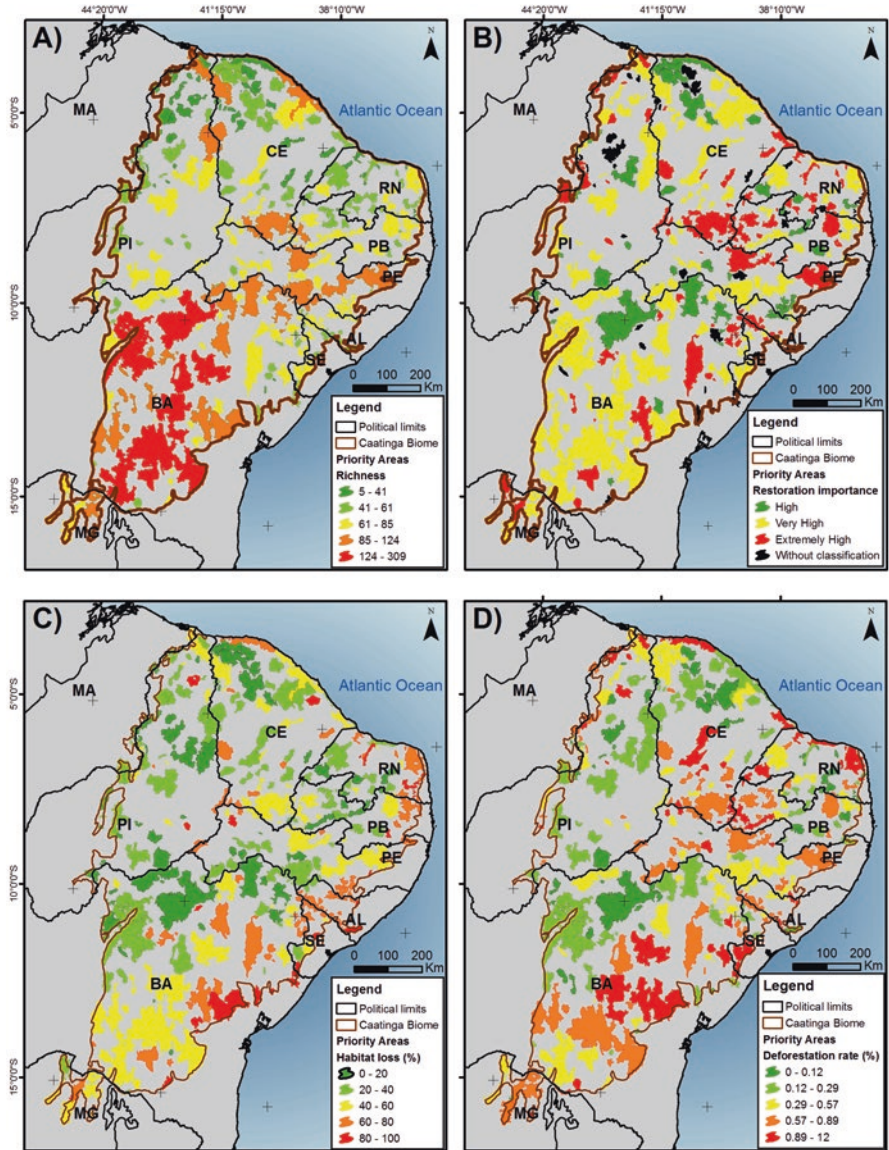 44°20'0"W 41°15'0"W 38°10'0"W
A)
N
MA
Atlantic Ocean
5°0'0"S
CE
RN
PI
PB
PE
10°0'0"S
AL
SE
0 100 200
Km
BA
Legend
Political limits
Caatinga Biome
Priority Areas
Richness
5 - 41
41 - 61
61 - 85
85 - 124
124 - 309
15°0'0"S
MG
44°20'0"W 41°15'0"W 38°10'0"W
B)
N
MA
Atlantic Ocean
CE
RN
PI
PB
PE
AL
SE
0 100 200
Km
BA
Legend
Political limits
Caatinga Biome
Priority Areas
Restoration importance
High
Very High
Extremely High
Without classification
MG
C)
N
MA
Atlantic Ocean
5°0'0"S
CE
RN
PI
PB
PE
10°0'0"S
AL
SE
0 100 200
Km
BA
Legend
Political limits
Caatinga Biome
Priority Areas
Habitat loss (%)
0 - 20
20 - 40
40 - 60
60 - 80
80 - 100
15°0'0"S
MG
D)
N
MA
Atlantic Ocean
CE
RN
PI
PB
PE
AL
SE
0 100 200
Km
BA
Legend
Political limits
Caatinga Biome
Priority Areas
Deforestation rate (%)
0 - 0.12
0.12 - 0.29
0.29 - 0.57
0.57 - 0.89
0.89 - 12
MG